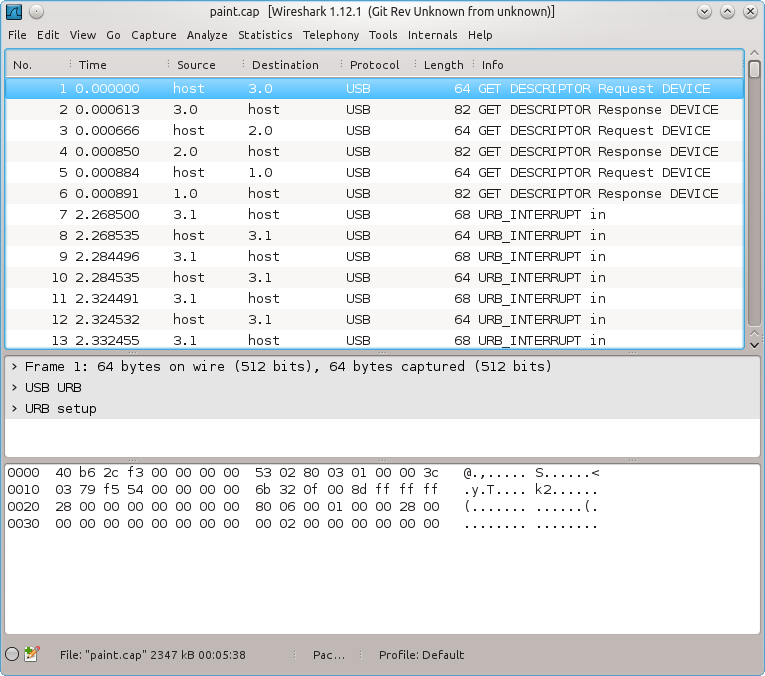 paint.cap [Wireshark 1.12.1 (Git Rev Unknown from unknown)]
File Edit View Go Capture Analyze Statistics Telephony Tools Internals Help
No. Time Source Destination Protocol Length Info
1 0.000000 host 3.0 USB 64 GET DESCRIPTOR Request DEVICE
2 0.000613 3.0 host USB 82 GET DESCRIPTOR Response DEVICE
3 0.000666 host 2.0 USB 64 GET DESCRIPTOR Request DEVICE
4 0.000850 2.0 host USB 82 GET DESCRIPTOR Response DEVICE
5 0.000884 host 1.0 USB 64 GET DESCRIPTOR Request DEVICE
6 0.000891 1.0 host USB 82 GET DESCRIPTOR Response DEVICE
7 2.268500 3.1 host USB 68 URB_INTERRUPT in
8 2.268535 host 3.1 USB 64 URB_INTERRUPT in
9 2.284496 3.1 host USB 68 URB_INTERRUPT in
10 2.284535 host 3.1 USB 64 URB_INTERRUPT in
11 2.324491 3.1 host USB 68 URB_INTERRUPT in
12 2.324532 host 3.1 USB 64 URB_INTERRUPT in
13 2.332455 3.1 host USB 68 URB_INTERRUPT in
Frame 1: 64 bytes on wire (512 bits), 64 bytes captured (512 bits)
USB URB
URB setup
0000 40 b6 2c f3 00 00 00 00 53 02 80 03 01 00 00 3c @.,..... S......<
0010 03 79 f5 54 00 00 00 00 6b 32 0f 00 8d ff ff ff .y.T.... k2......
0020 28 00 00 00 00 00 00 00 80 06 00 01 00 00 28 00 (....... ......(.
0030 00 00 00 00 00 00 00 00 00 02 00 00 00 00 00 00 ........ ........
File: "paint.cap" 2347 kB 00:05:38 Pac... Profile: Default